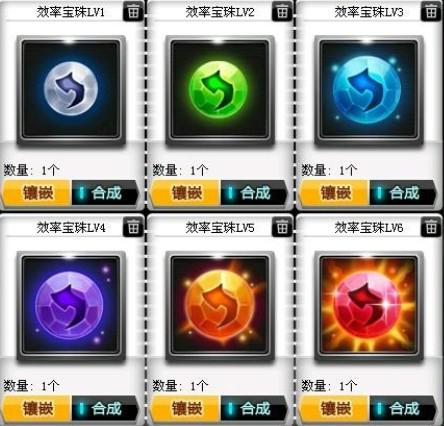 效率宝珠LV1
效率宝珠LV2
效率宝珠LV3
数量: 1个
数量: 1个
数量: 1个
镶嵌 合成
镶嵌 合成
镶嵌 合成
效率宝珠LV4
效率宝珠LV5
效率宝珠LV6
数量: 1个
数量: 1个
数量: 1个
镶嵌 合成
镶嵌 合成
镶嵌 合成